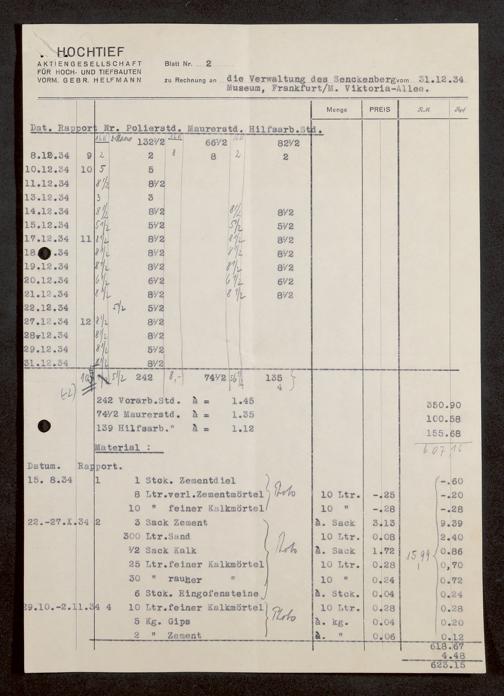 HOCHTIEF
AKTIENGESELLSCHAFT
FÜR HOCH- UND TIEFBAUTEN
VORM. GEBR. HELFMANN
Blatt Nr. 2
zu Rechnung an die Verwaltung des Senckenberg vom 31.12.34
Museum, Frankfurt/M. Viktoria-Allee.
Menge PREIS RM Rpf
Dat. Rapport Nr. Polierstd. Maurerstd. Hilfsarb.Std.
132½ 66½ 82½
8.12.34 9 2 2 8 8 2 2
10.12.34 10 5 5
11.12.34 8½ 8½
13.12.34 3 3
14.12.34 8½ 8½ 8½ 8½
15.12.34 5½ 5½ 5½ 5½
17.12.34 11 8½ 8½ 8½ 8½
18.12.34 8½ 8½ 8½ 8½
19.12.34 8½ 8½ 8½ 8½
20.12.34 6½ 6½ 6½ 6½
21.12.34 8½ 8½ 8½ 8½
22.12.34 5½ 5½
27.12.34 12 8½ 8½
28.12.34 8½ 8½
29.12.34 5½ 5½
31.12.34 8½ 8½
5½ 242 8,- 74½ 135
4
242 Vorarb.Std. à = 1.45 350.90
74½ Maurerstd. à = 1.35 100.58
139 Hilfsarb." à = 1.12 155.68
607 16
Material :
Datum. Rapport.
15. 8.34 1 1 Stck. Zementdiel -.60
8 Ltr.verl.Zementmörtel 10 Ltr. -.25 -.20
10 " feiner Kalkmörtel 10 " -.28 -.28
22.-27.X.34 2 3 Sack Zement à. Sack 3.13 9.39
300 Ltr.Sand 10 Ltr. 0.08 2.40
½ Sack Kalk à. Sack 1.72 0.86
15.99
25 Ltr.feiner Kalkmörtel 10 Ltr. 0.28 0,70
30 " rauher " 10 " 0.24 0.72
6 Stck. Ringofensteine à. Stck. 0.04 0.24
29.10.-2.11.34 4 10 Ltr.feiner Kalkmörtel 10 Ltr. 0.28 0.28
5 Kg. Gips à. kg. 0.04 0.20
2 " Zement à. " 0.06 0.12
618.67
4.48
623.15